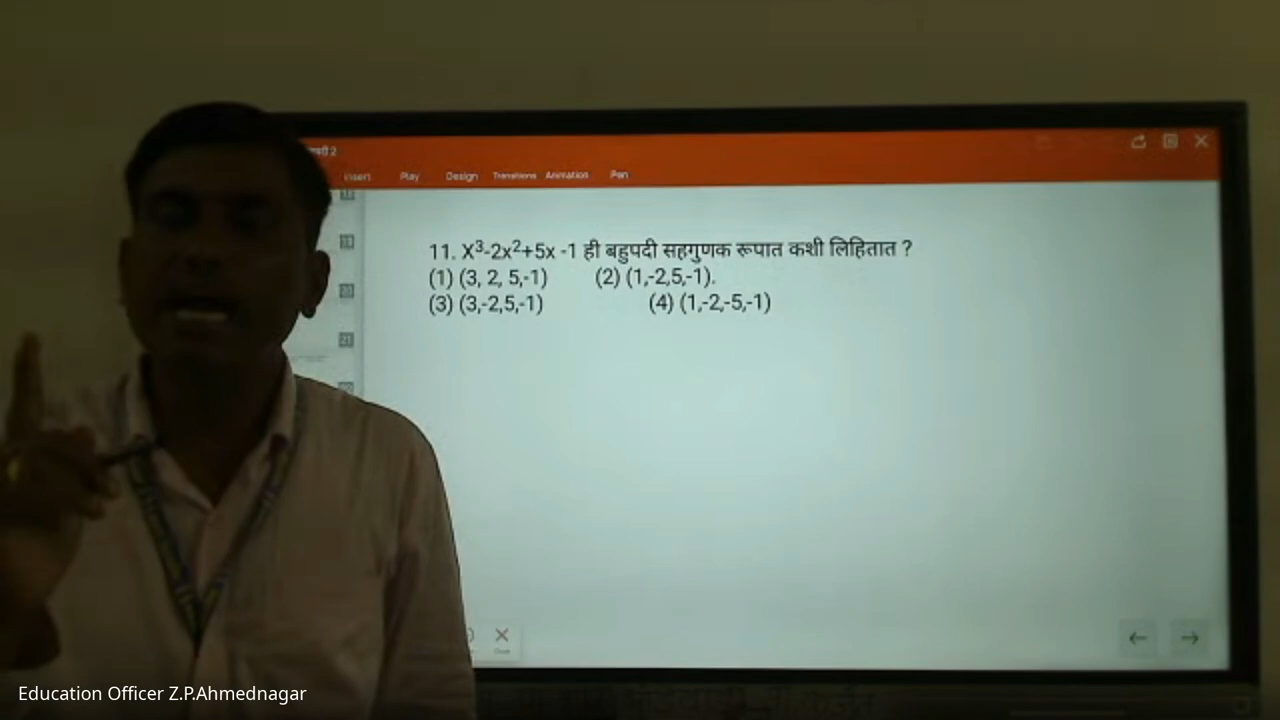 Insert Play Design Transitions Animation Pen
11. X³-2x²+5x -1 ही बहुपदी सहगुणक रूपात कशी लिहितात ?
(1) (3, 2, 5,-1) (2) (1,-2,5,-1).
(3) (3,-2,5,-1) (4) (1,-2,-5,-1)
21
Education Officer Z.P.Ahmednagar